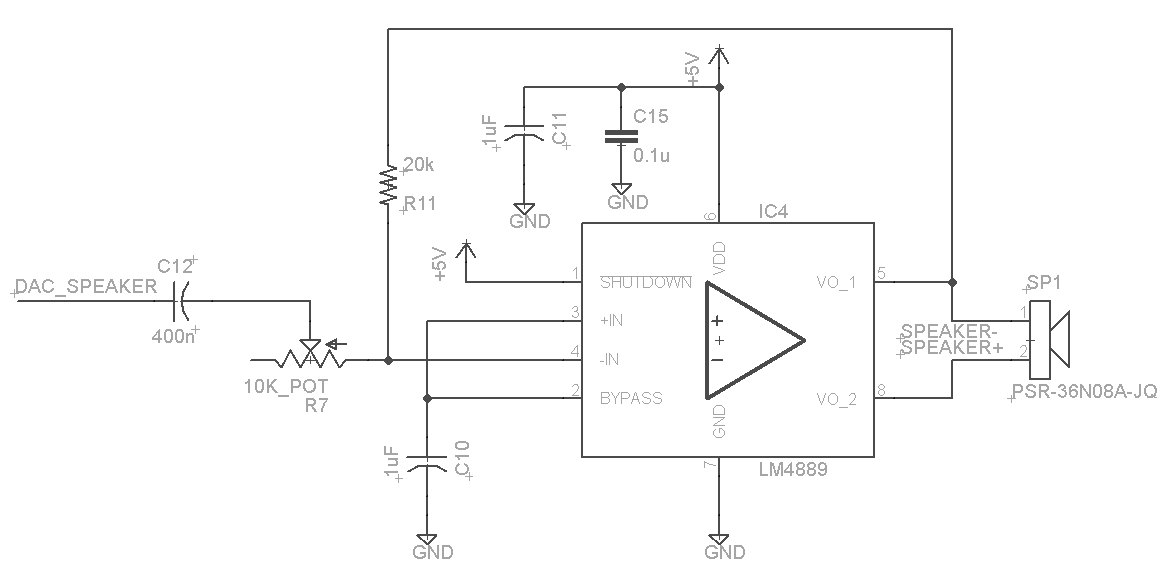 +5V
1uF
C11
C15
0.1u
20k
R11
GND
GND
6
IC4
DAC_SPEAKER
C12
400n
+5V
1
SHUTDOWN
VDD
VO_1
5
3
+IN
4
-IN
2
BYPASS
GND
VO_2
8
SP1
1
SPEAKER-
SPEAKER+
2
PSR-36N08A-JQ
10K_POT
R7
1uF
C10
7
LM4889
GND
GND